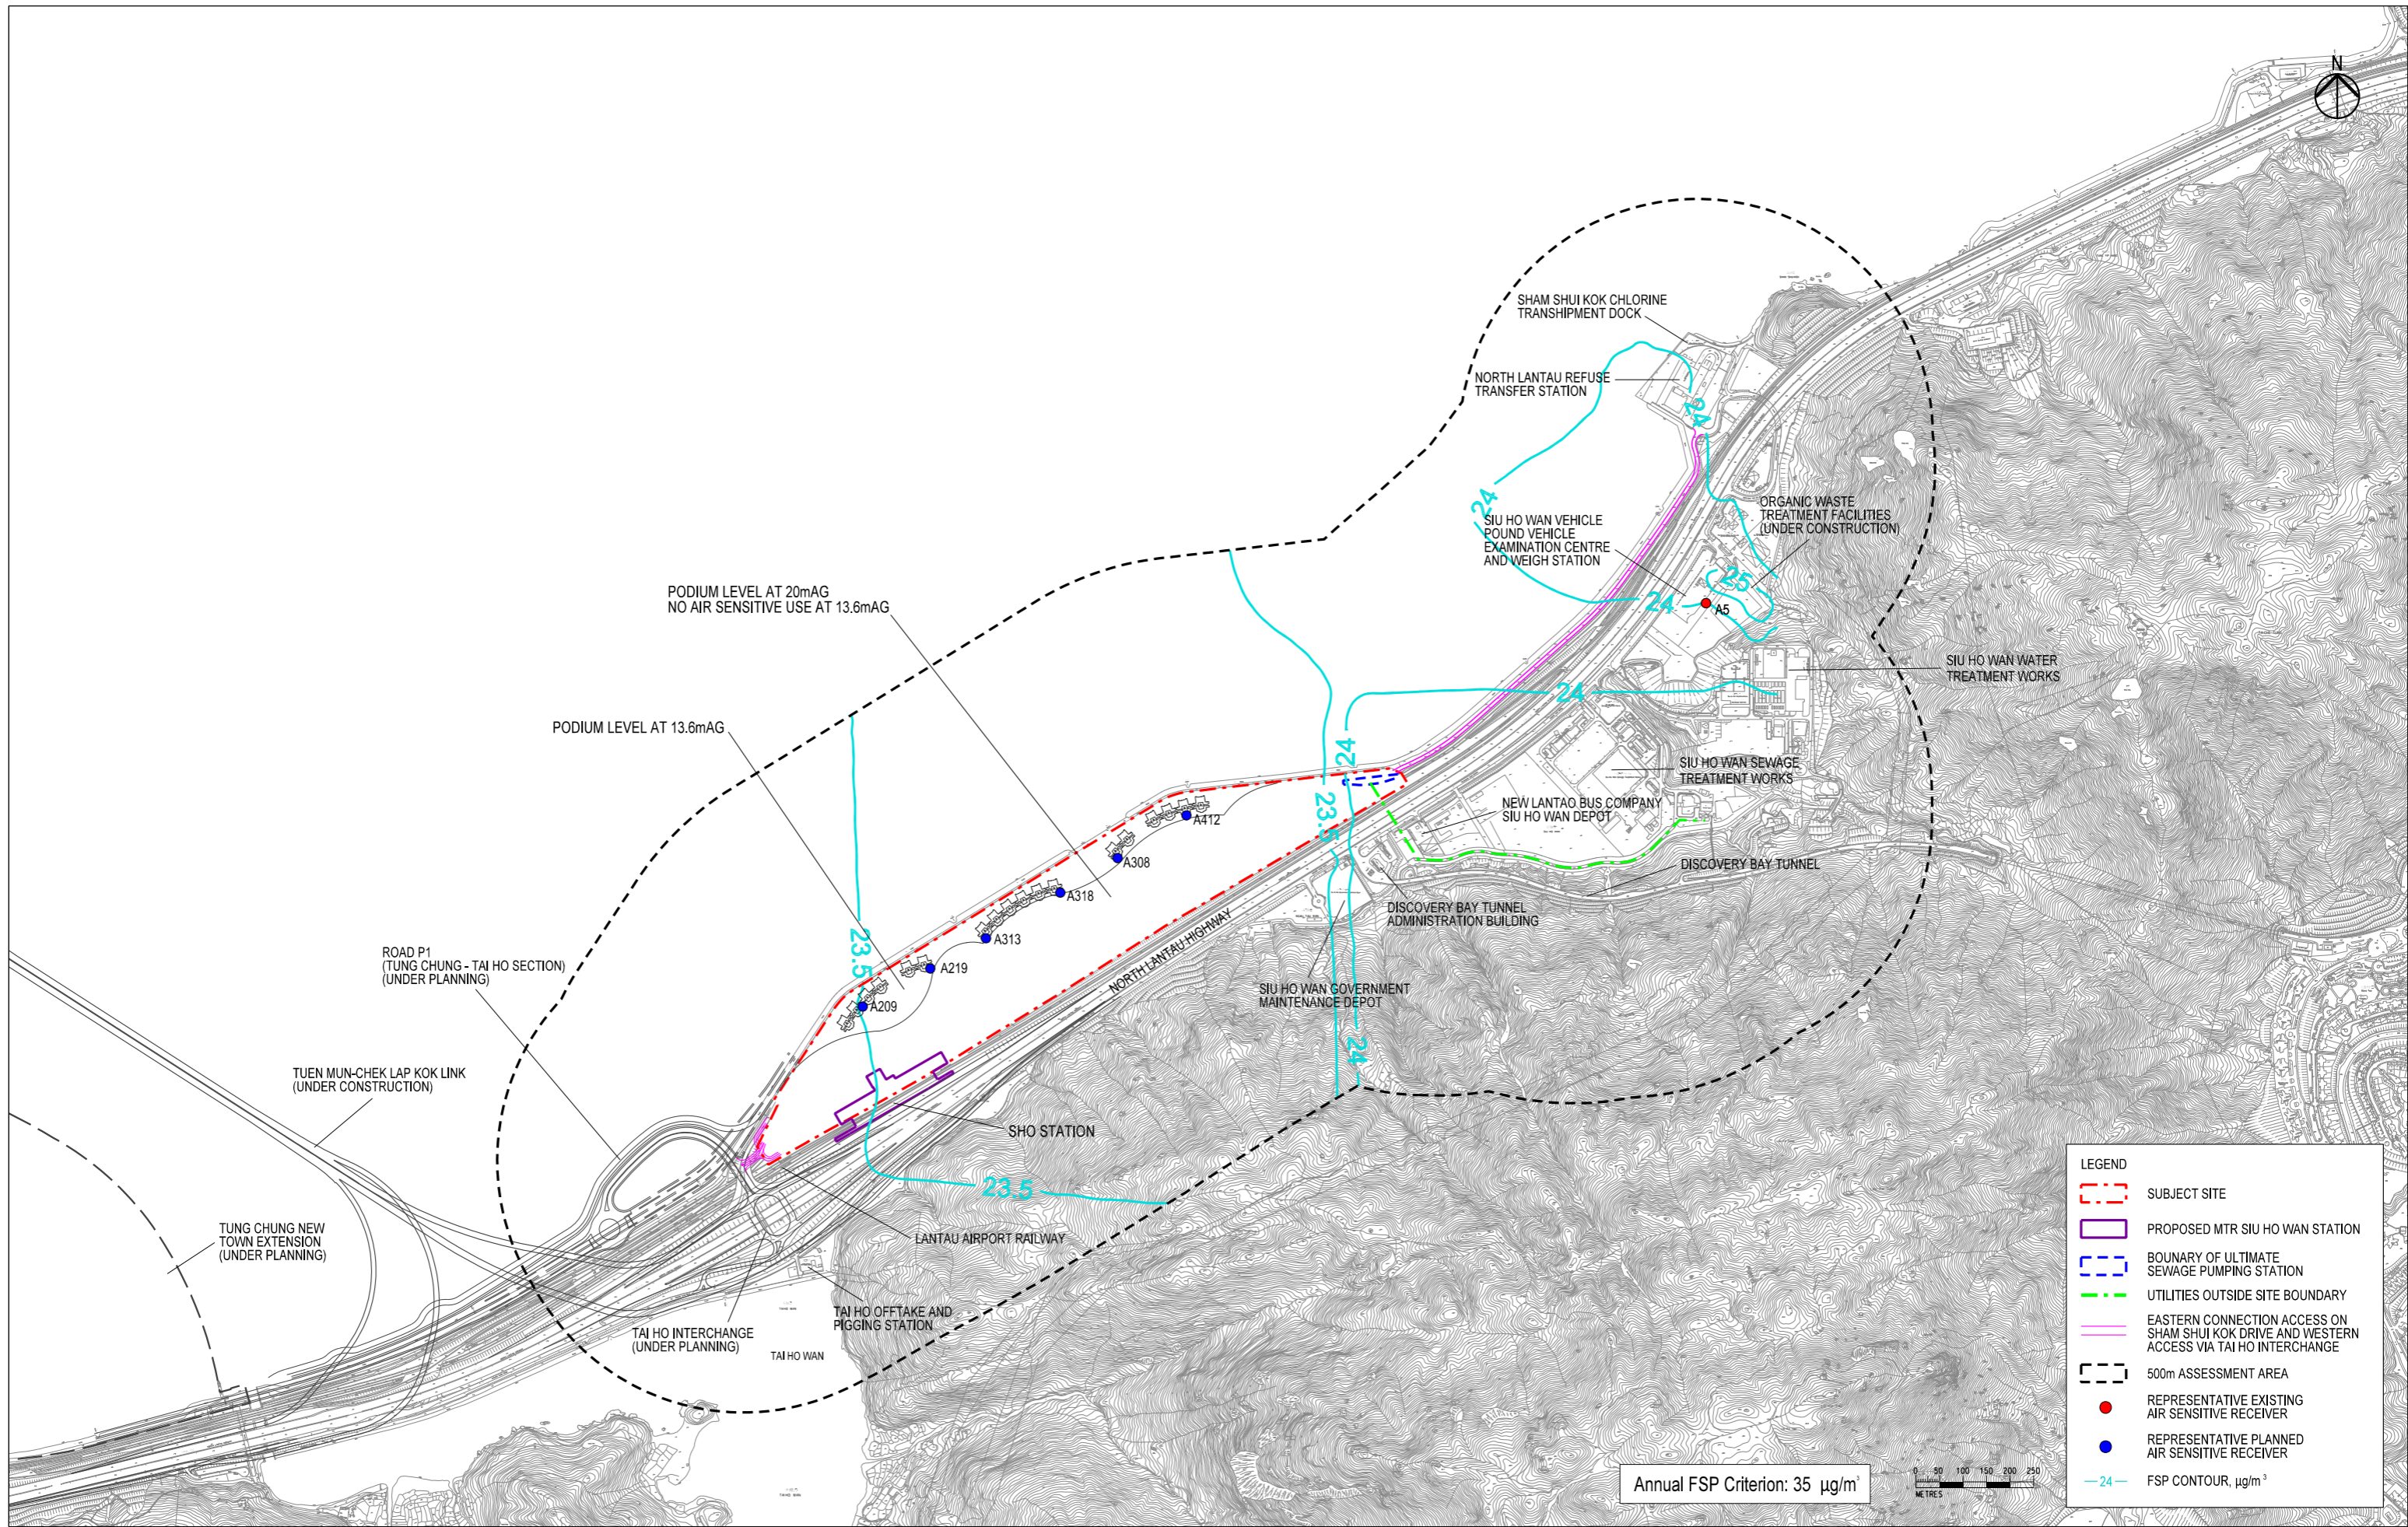 N
SHAM SHUI KOK CHLORINE
TRANSHIPMENT DOCK
NORTH LANTAU REFUSE
TRANSFER STATION
24
24
SIU HO WAN VEHICLE
POUND VEHICLE
EXAMINATION CENTRE
AND WEIGH STATION
ORGANIC WASTE
TREATMENT FACILITIES
(UNDER CONSTRUCTION)
25
24
A5
PODIUM LEVEL AT 20mAG
NO AIR SENSITIVE USE AT 13.6mAG
SIU HO WAN WATER
TREATMENT WORKS
24
PODIUM LEVEL AT 13.6mAG
24
SIU HO WAN SEWAGE
TREATMENT WORKS
23.5
NEW LANTAO BUS COMPANY
SIU HO WAN DEPOT
A412
A308
DISCOVERY BAY TUNNEL
A318
DISCOVERY BAY TUNNEL
ADMINISTRATION BUILDING
NORTH LANTAU HIGHWAY
A313
23.5
ROAD P1
(TUNG CHUNG - TAI HO SECTION)
(UNDER PLANNING)
A219
SIU HO WAN GOVERNMENT
MAINTENANCE DEPOT
A209
24
TUEN MUN-CHEK LAP KOK LINK
(UNDER CONSTRUCTION)
SHO STATION
23.5
TUNG CHUNG NEW
TOWN EXTENSION
(UNDER PLANNING)
LANTAU AIRPORT RAILWAY
TAI HO OFFTAKE AND
PIGGING STATION
TAI HO INTERCHANGE
(UNDER PLANNING)
TAI HO WAN
LEGEND
SUBJECT SITE
PROPOSED MTR SIU HO WAN STATION
BOUNARY OF ULTIMATE
SEWAGE PUMPING STATION
UTILITIES OUTSIDE SITE BOUNDARY
EASTERN CONNECTION ACCESS ON
SHAM SHUI KOK DRIVE AND WESTERN
ACCESS VIA TAI HO INTERCHANGE
500m ASSESSMENT AREA
REPRESENTATIVE EXISTING
AIR SENSITIVE RECEIVER
REPRESENTATIVE PLANNED
AIR SENSITIVE RECEIVER
24 FSP CONTOUR, μg/m³
Annual FSP Criterion: 35 μg/m³
0 50 100 150 200 250
METRES